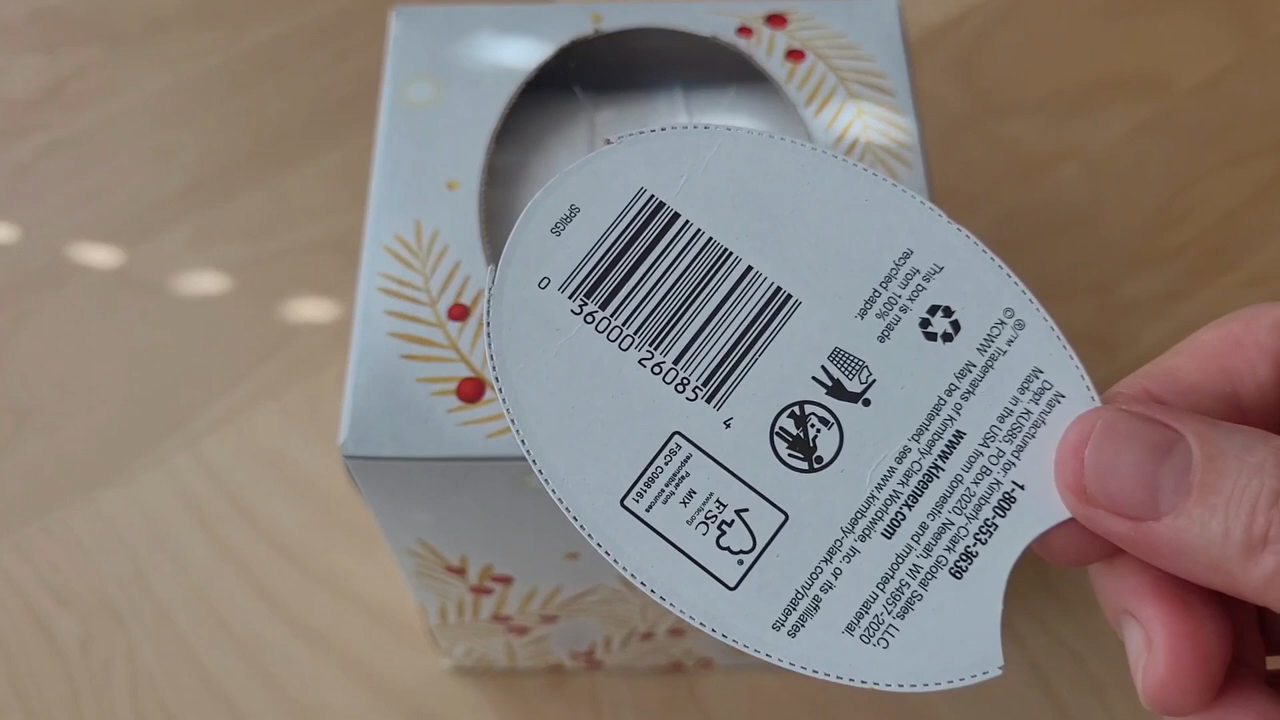 SPRIGS
0 36000 26085 4
This box is made
from 100%
recycled paper.
FSC
www.fsc.org
MIX
Paper from
responsible sources
FSC® C068161
®/™ Trademarks of Kimberly-Clark Worldwide, Inc. or its affiliates
© KCWW May be patented, see www.kimberly-clark.com/patents
www.kleenex.com
Made in the USA from domestic and imported material.
Dept. KUS85 PO Box 2020 Neenah, WI 54957-2020
Manufactured for: Kimberly-Clark Global Sales, LLC,
1-800-553-3639